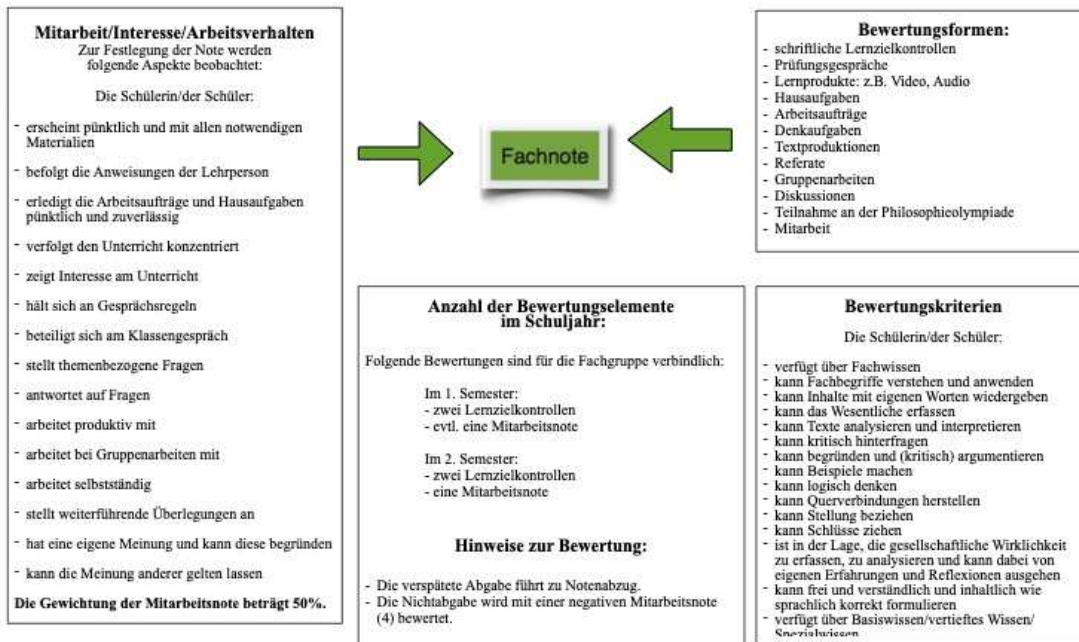 Mitarbeit/Interesse/Arbeitsverhalten
Zur Festlegung der Note werden
folgende Aspekte beobachtet:
Die Schülerin/der Schüler:
- erscheint pünktlich und mit allen notwendigen
Materialien
- befolgt die Anweisungen der Lehrperson
- erledigt die Arbeitsaufträge und Hausaufgaben
pünktlich und zuverlässig
- verfolgt den Unterricht konzentriert
- zeigt Interesse am Unterricht
- hält sich an Gesprächsregeln
- beteiligt sich am Klassengespräch
- stellt themenbezogene Fragen
- antwortet auf Fragen
- arbeitet produktiv mit
- arbeitet bei Gruppenarbeiten mit
- arbeitet selbstständig
- stellt weiterführende Überlegungen an
- hat eine eigene Meinung und kann diese begründen
- kann die Meinung anderer gelten lassen
Die Gewichtung der Mitarbeitsnote beträgt 50%.
Fachnote
Bewertungsformen:
- schriftliche Lernzielkontrollen
- Prüfungsgespräche
- Lernprodukte: z.B. Video, Audio
- Hausaufgaben
- Arbeitsaufträge
- Denkaufgaben
- Textproduktionen
- Referate
- Gruppenarbeiten
- Diskussionen
- Teilnahme an der Philosophieolympiade
- Mitarbeit
Anzahl der Bewertungselemente
im Schuljahr:
Folgende Bewertungen sind für die Fachgruppe verbindlich:
Im 1. Semester:
- zwei Lernzielkontrollen
- evtl. eine Mitarbeitsnote
Im 2. Semester:
- zwei Lernzielkontrollen
- eine Mitarbeitsnote
Hinweise zur Bewertung:
- Die verspätete Abgabe führt zu Notenabzug.
- Die Nichtabgabe wird mit einer negativen Mitarbeitsnote
(4) bewertet.
Bewertungskriterien
Die Schülerin/der Schüler:
- verfügt über Fachwissen
- kann Fachbegriffe verstehen und anwenden
- kann Inhalte mit eigenen Worten wiedergeben
- kann das Wesentliche erfassen
- kann Texte analysieren und interpretieren
- kann kritisch hinterfragen
- kann begründen und (kritisch) argumentieren
- kann Beispiele machen
- kann logisch denken
- kann Querverbindungen herstellen
- kann Stellung beziehen
- kann Schlüsse ziehen
- ist in der Lage, die gesellschaftliche Wirklichkeit
zu erfassen, zu analysieren und kann dabei von
eigenen Erfahrungen und Reflexionen ausgehen
- kann frei und verständlich und inhaltlich wie
sprachlich korrekt formulieren
- verfügt über Basiswissen/vertieftes Wissen/
Spezialwissen